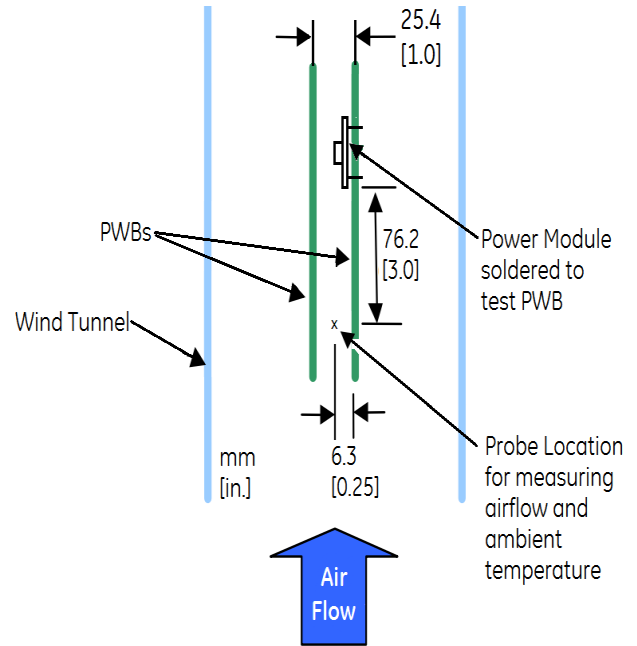 25.4
[1.0]
PWBs
76.2
[3.0]
Power Module
soldered to
test PWB
Wind Tunnel
x
mm
[in.]
6.3
[0.25]
Probe Location
for measuring
airflow and
ambient
temperature
Air
Flow